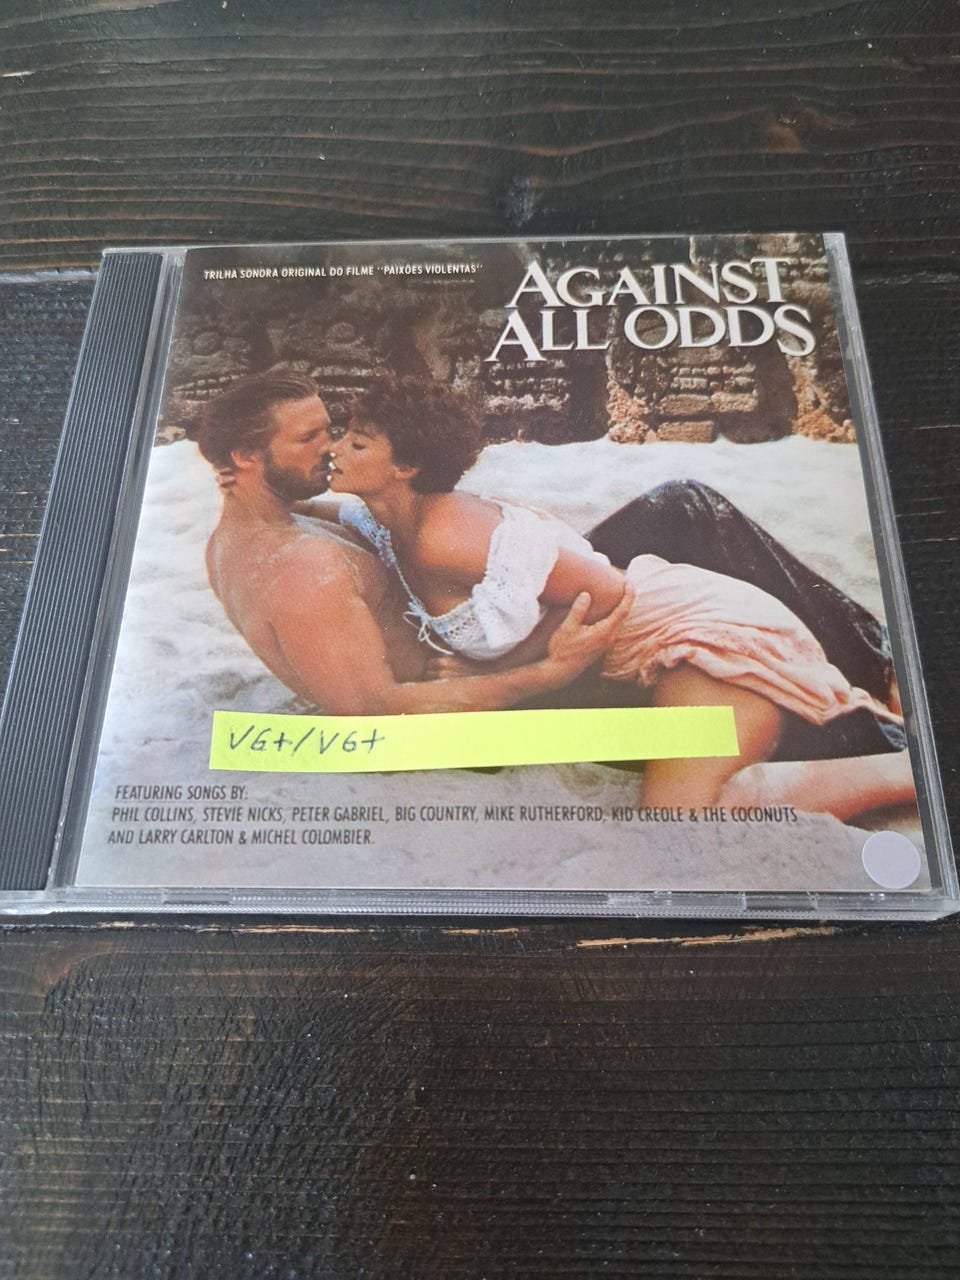 TRILHA SONORA ORIGINAL DO FILME "PAIXÕES VIOLENTAS"
AGAINST
ALL ODDS
VG+/VG+
FEATURING SONGS BY:
PHIL COLLINS, STEVIE NICKS, PETER GABRIEL, BIG COUNTRY, MIKE RUTHERFORD, KID CREOLE & THE COCONUTS
AND LARRY CARLTON & MICHEL COLOMBIER.